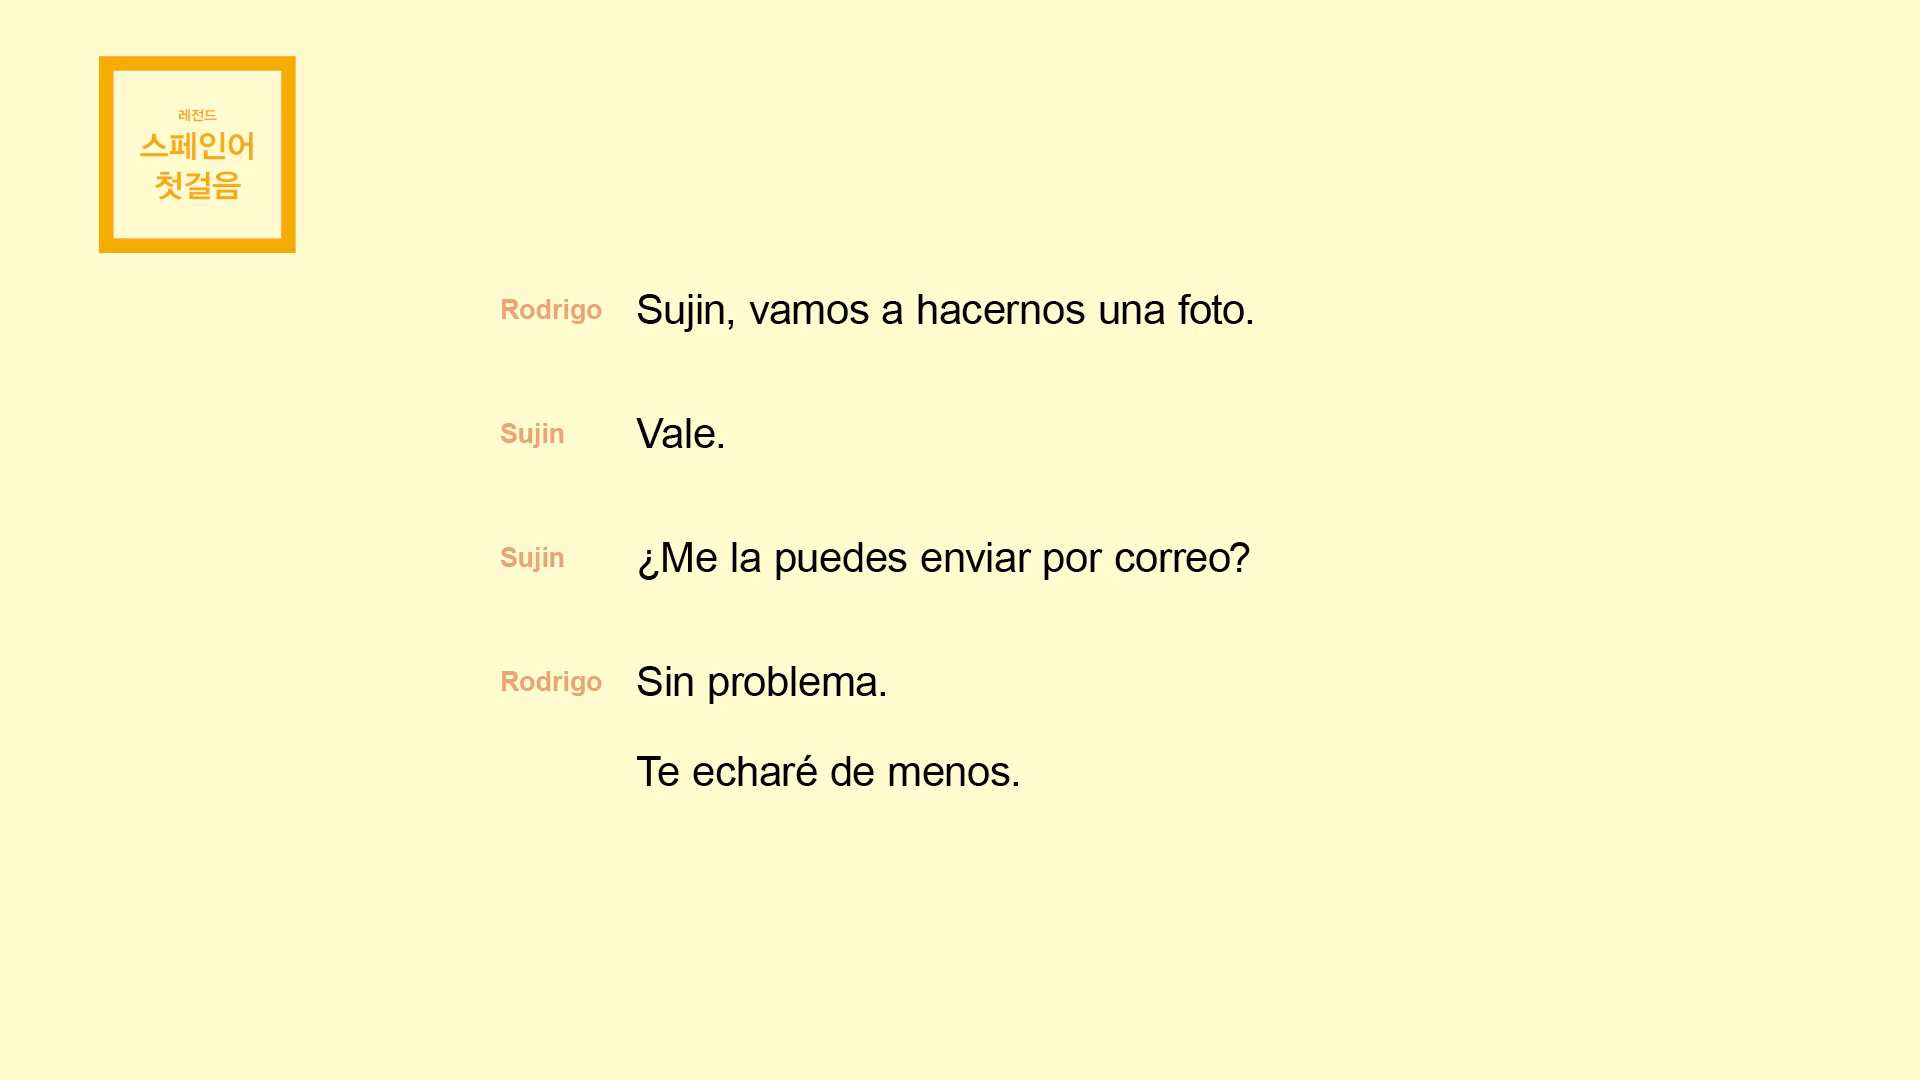 레전드
스페인어
첫걸음
Rodrigo Sujin, vamos a hacernos una foto.
Sujin Vale.
Sujin ¿Me la puedes enviar por correo?
Rodrigo Sin problema.
Te echaré de menos.